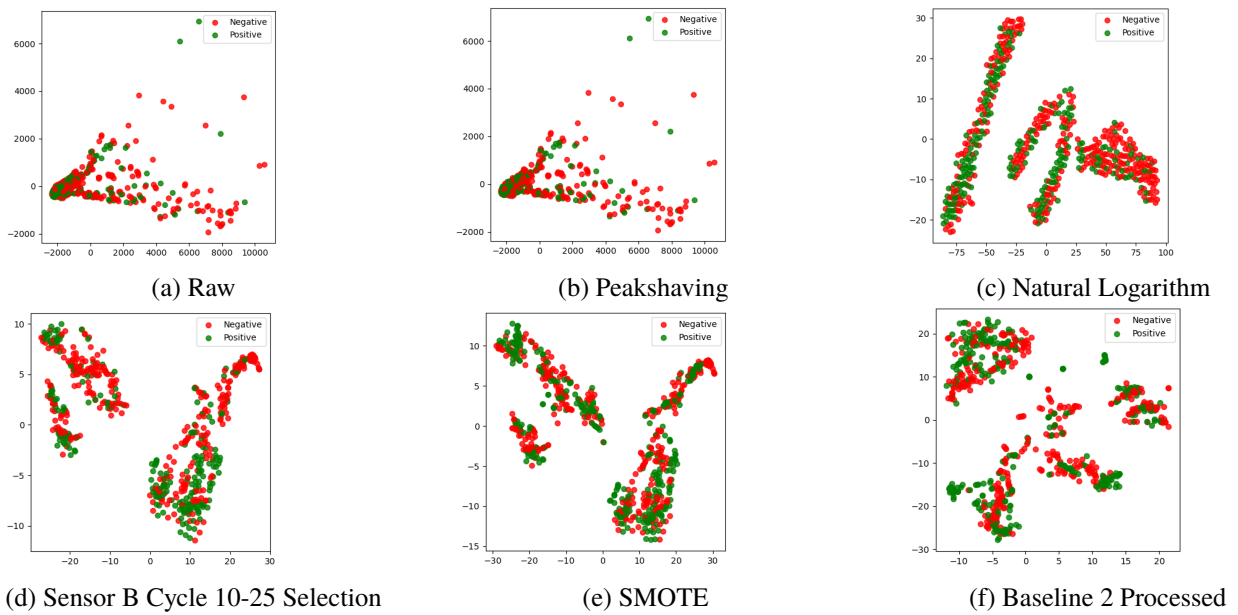 Negative
Positive
6000
4000
2000
0
−2000
−2000 0 2000 4000 6000 8000 10000
(a) Raw
Negative
Positive
6000
4000
2000
0
−2000
−2000 0 2000 4000 6000 8000 10000
(b) Peakshaving
Negative
Positive
30
20
10
0
−10
−20
−75 −50 −25 0 25 50 75 100
(c) Natural Logarithm
Negative
Positive
10
5
0
−5
−10
−20 −10 0 10 20 30
(d) Sensor B Cycle 10-25 Selection
Negative
Positive
15
10
5
0
−5
−10
−15
−30 −20 −10 0 10 20 30
(e) SMOTE
Negative
Positive
20
10
0
−10
−20
−30
−10 −5 0 5 10 15 20
(f) Baseline 2 Processed